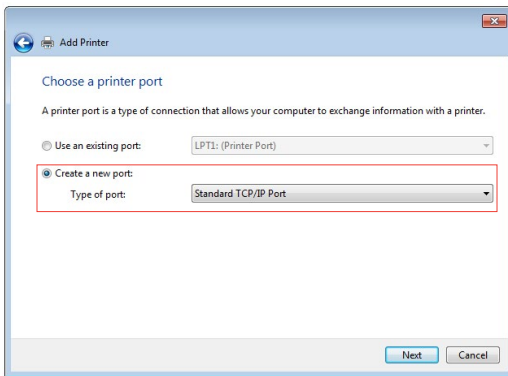 Add Printer
Choose a printer port
A printer port is a type of connection that allows your computer to exchange information with a printer.
Use an existing port: LPT1: (Printer Port)
Create a new port:
Type of port: Standard TCP/IP Port
Next Cancel